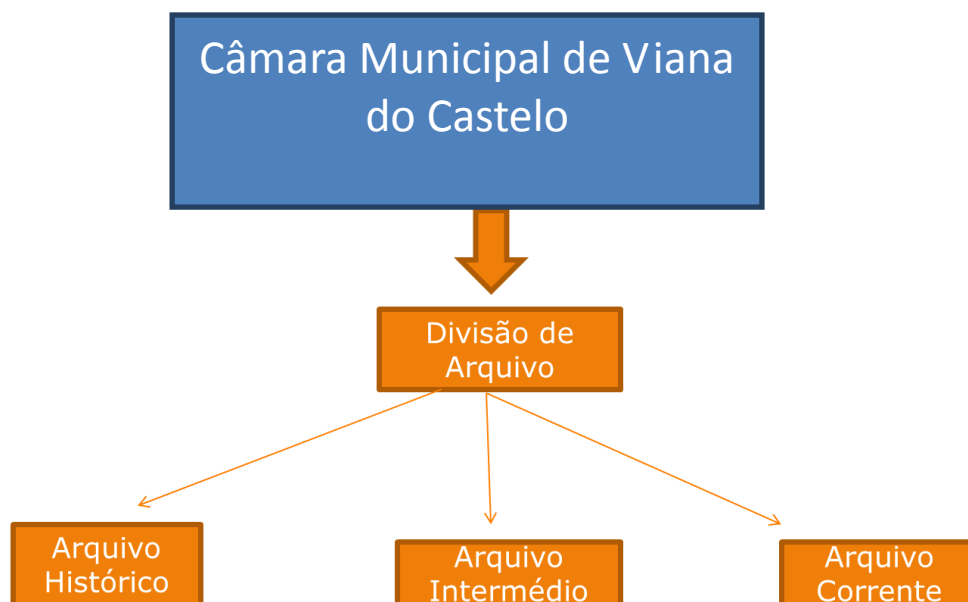 Câmara Municipal de Viana
do Castelo
Divisão de
Arquivo
Arquivo
Histórico
Arquivo
Intermédio
Arquivo
Corrente